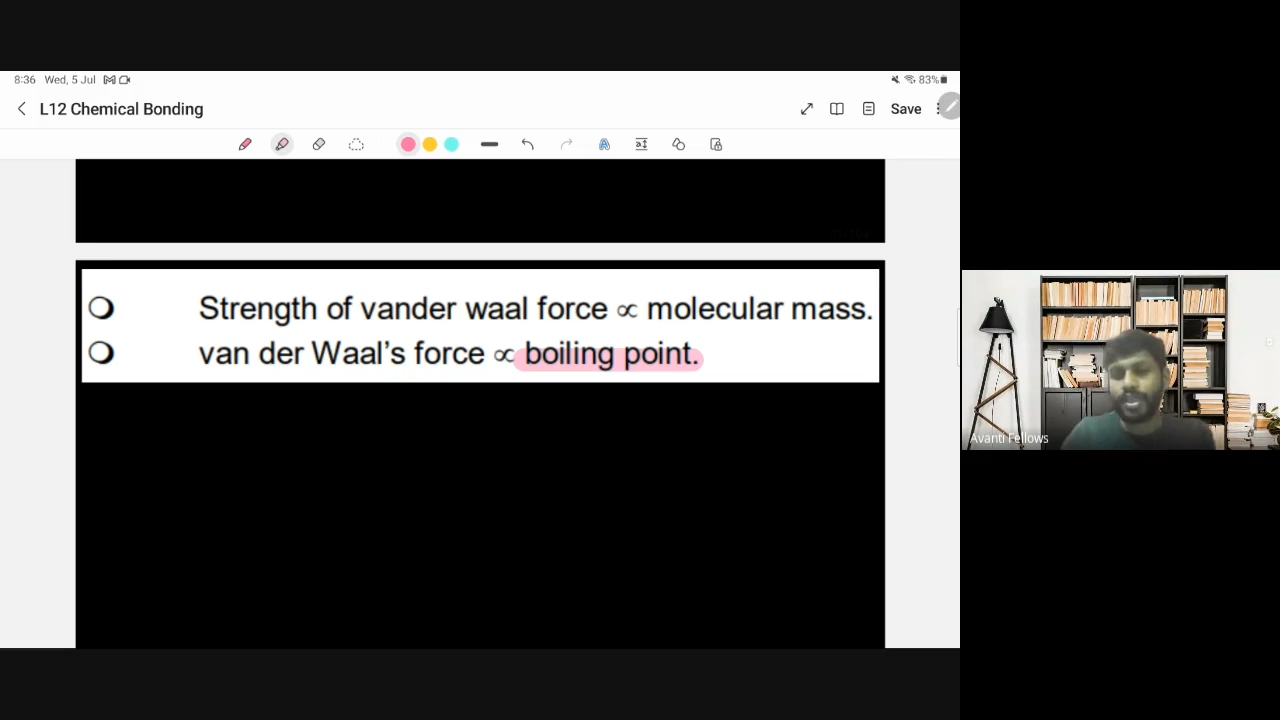 8:36 Wed, 5 Jul
83%
L12 Chemical Bonding
Save
Strength of vander waal force ∝ molecular mass.
van der Waal's force ∝ boiling point.
Avanti Fellows